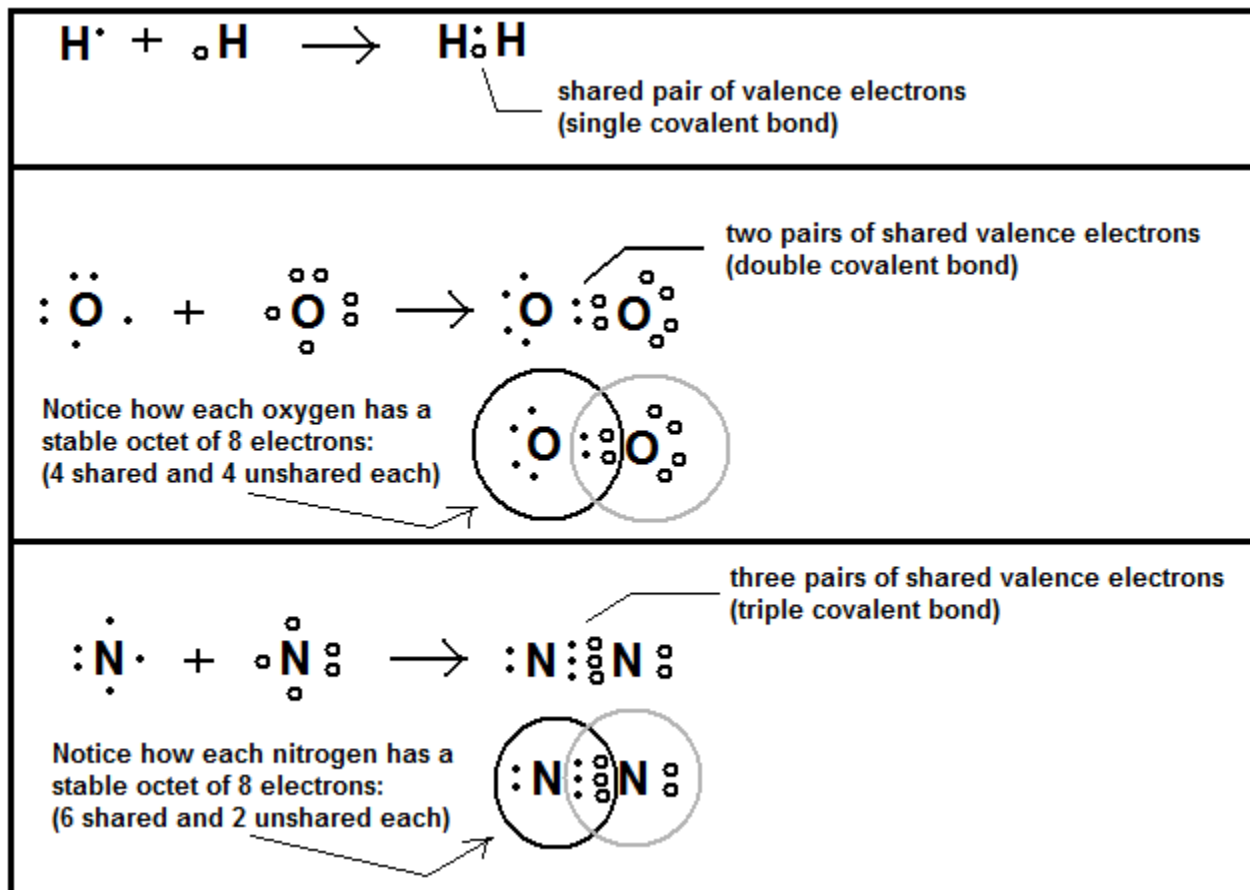 H + H → H H
shared pair of valence electrons
(single covalent bond)
two pairs of shared valence electrons
(double covalent bond)
O + O → O O
Notice how each oxygen has a
stable octet of 8 electrons:
(4 shared and 4 unshared each)
O O
three pairs of shared valence electrons
(triple covalent bond)
N + N → N N
Notice how each nitrogen has a
stable octet of 8 electrons:
(6 shared and 2 unshared each)
N N